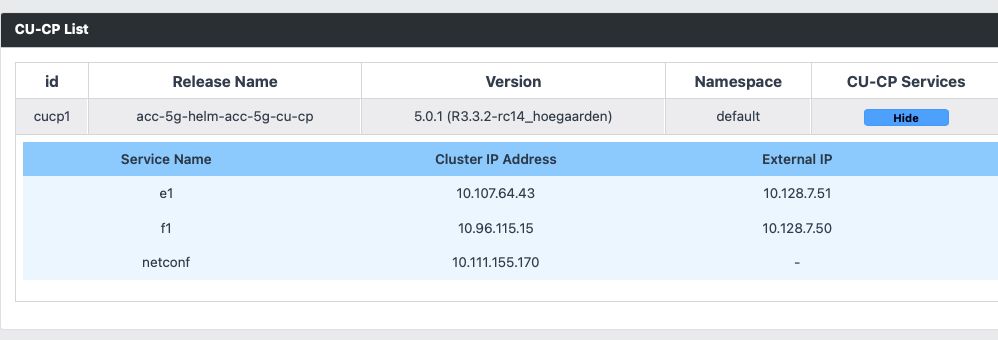 CU-CP List
id Release Name Version Namespace CU-CP Services
cucp1 acc-5g-helm-acc-5g-cu-cp 5.0.1 (R3.3.2-rc14_hoegaarden) default Hide
Service Name Cluster IP Address External IP
e1 10.107.64.43 10.128.7.51
f1 10.96.115.15 10.128.7.50
netconf 10.111.155.170 -